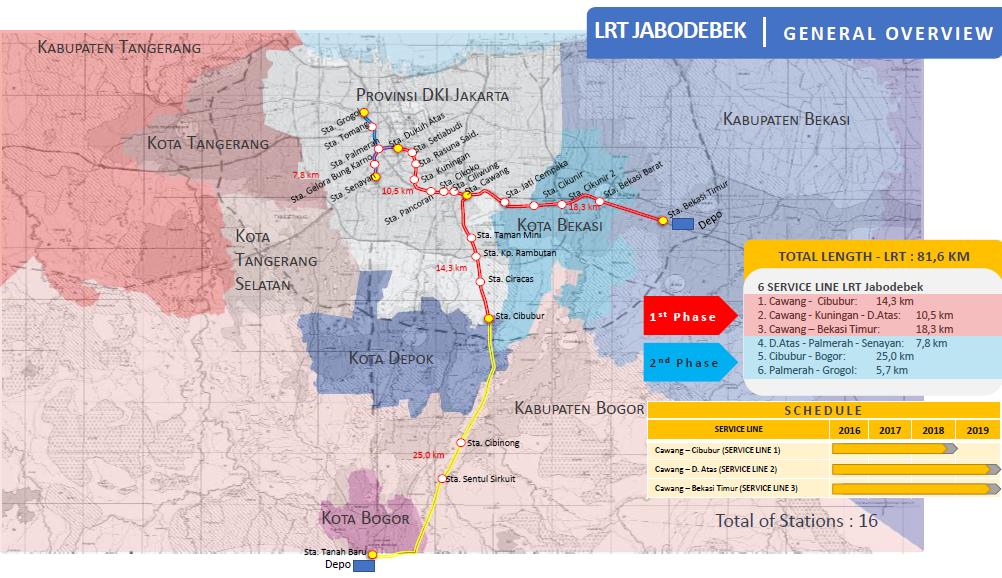 LRT JABODEBEK | GENERAL OVERVIEW
KABUPATEN TANGERANG
PROVINSI DKI JAKARTA
KABUPATEN BEKASI
KOTA TANGERANG
Sta. Grogol
Sta. Tomang
Sta. Palmerah
Sta. Gelora Bung Karno
Sta. Senayan
Sta. Dukuh Atas
Sta. Setiabudi
Sta. Rasuna Said.
Sta. Kuningan
Sta. Pancoran
Sta. Cikoko
Sta. Ciliwung
Sta. Cawang
7,8 km
10,5 km
Sta. Jati Cempaka
Sta. Cikunir
Sta. Cikunir 2
Sta. Bekasi Barat
18,3 km
Sta. Bekasi Timur
Depo
KOTA BEKASI
KOTA
TANGERANG
SELATAN
Sta. Taman Mini
Sta. Kp. Rambutan
14,3 km
Sta. Ciracas
Sta. Cibubur
KOTA DEPOK
KABUPATEN BOGOR
Sta. Cibinong
25,0 km
Sta. Sentul Sirkuit
KOTA BOGOR
Sta. Tanah Baru
Depo
TOTAL LENGTH - LRT : 81,6 KM
6 SERVICE LINE LRT Jabodebek
1st Phase
1. Cawang - Cibubur: 14,3 km
2. Cawang - Kuningan - D.Atas: 10,5 km
3. Cawang – Bekasi Timur: 18,3 km
2nd Phase
4. D.Atas - Palmerah - Senayan: 7,8 km
5. Cibubur - Bogor: 25,0 km
6. Palmerah - Grogol: 5,7 km
SCHEDULE
SERVICE LINE 2016 2017 2018 2019
Cawang – Cibubur (SERVICE LINE 1)
Cawang – D. Atas (SERVICE LINE 2)
Cawang – Bekasi Timur (SERVICE LINE 3)
Total of Stations : 16